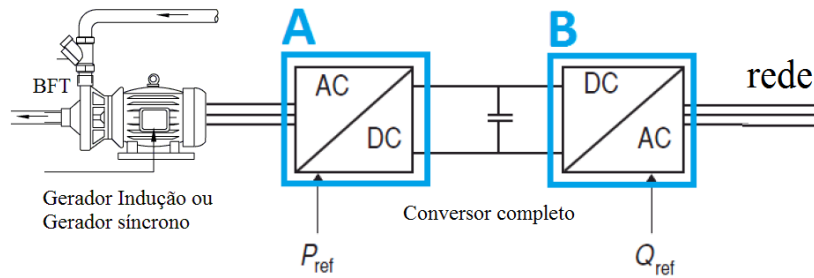 A
B
BFT
AC
DC
DC
AC
rede
Gerador Indução ou
Gerador síncrono
Conversor completo
Pref
Qref